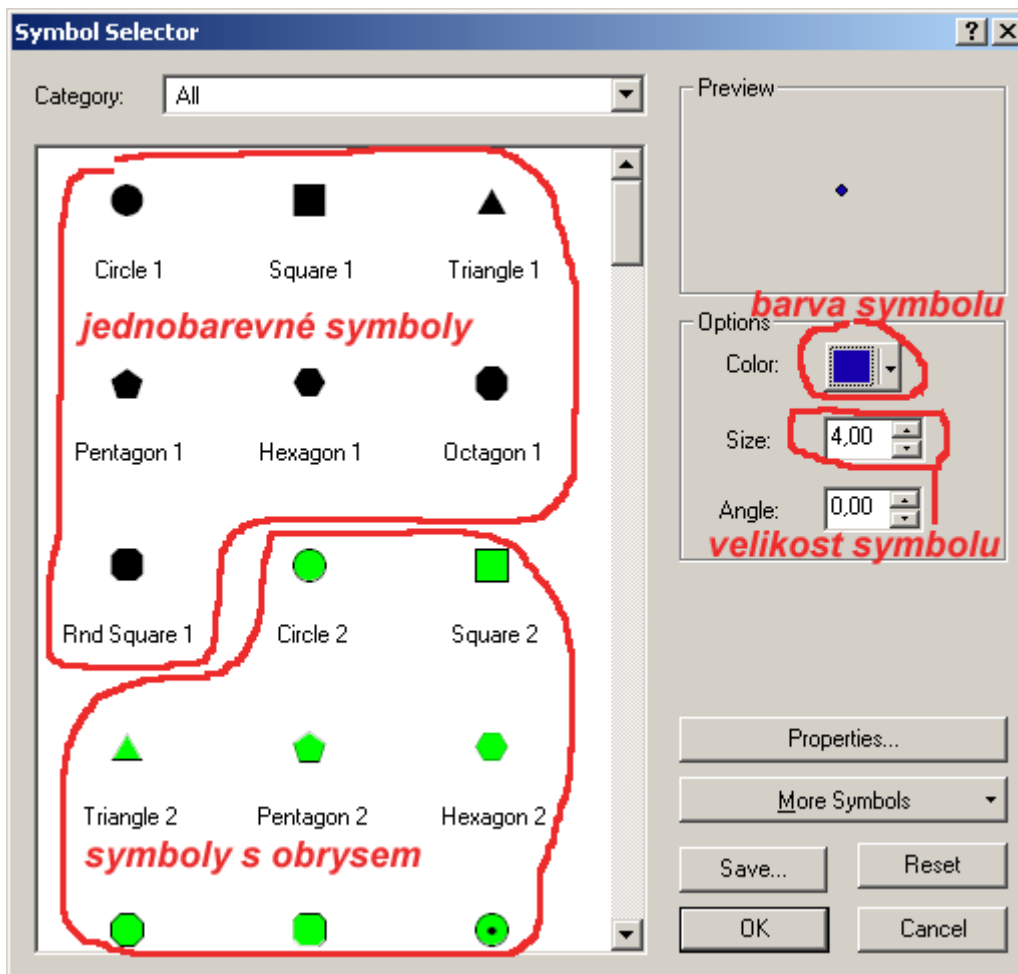 Symbol Selector
Category:
All
Preview
Circle 1
Square 1
Triangle 1
jednobarevné symboly
Pentagon 1
Hexagon 1
Octagon 1
Rnd Square 1
Circle 2
Square 2
Triangle 2
Pentagon 2
Hexagon 2
symboly s obrysem
barva symbolu
Options
Color:
Size:
4,00
Angle:
0,00
velikost symbolu
Properties...
More Symbols
Save...
Reset
OK
Cancel